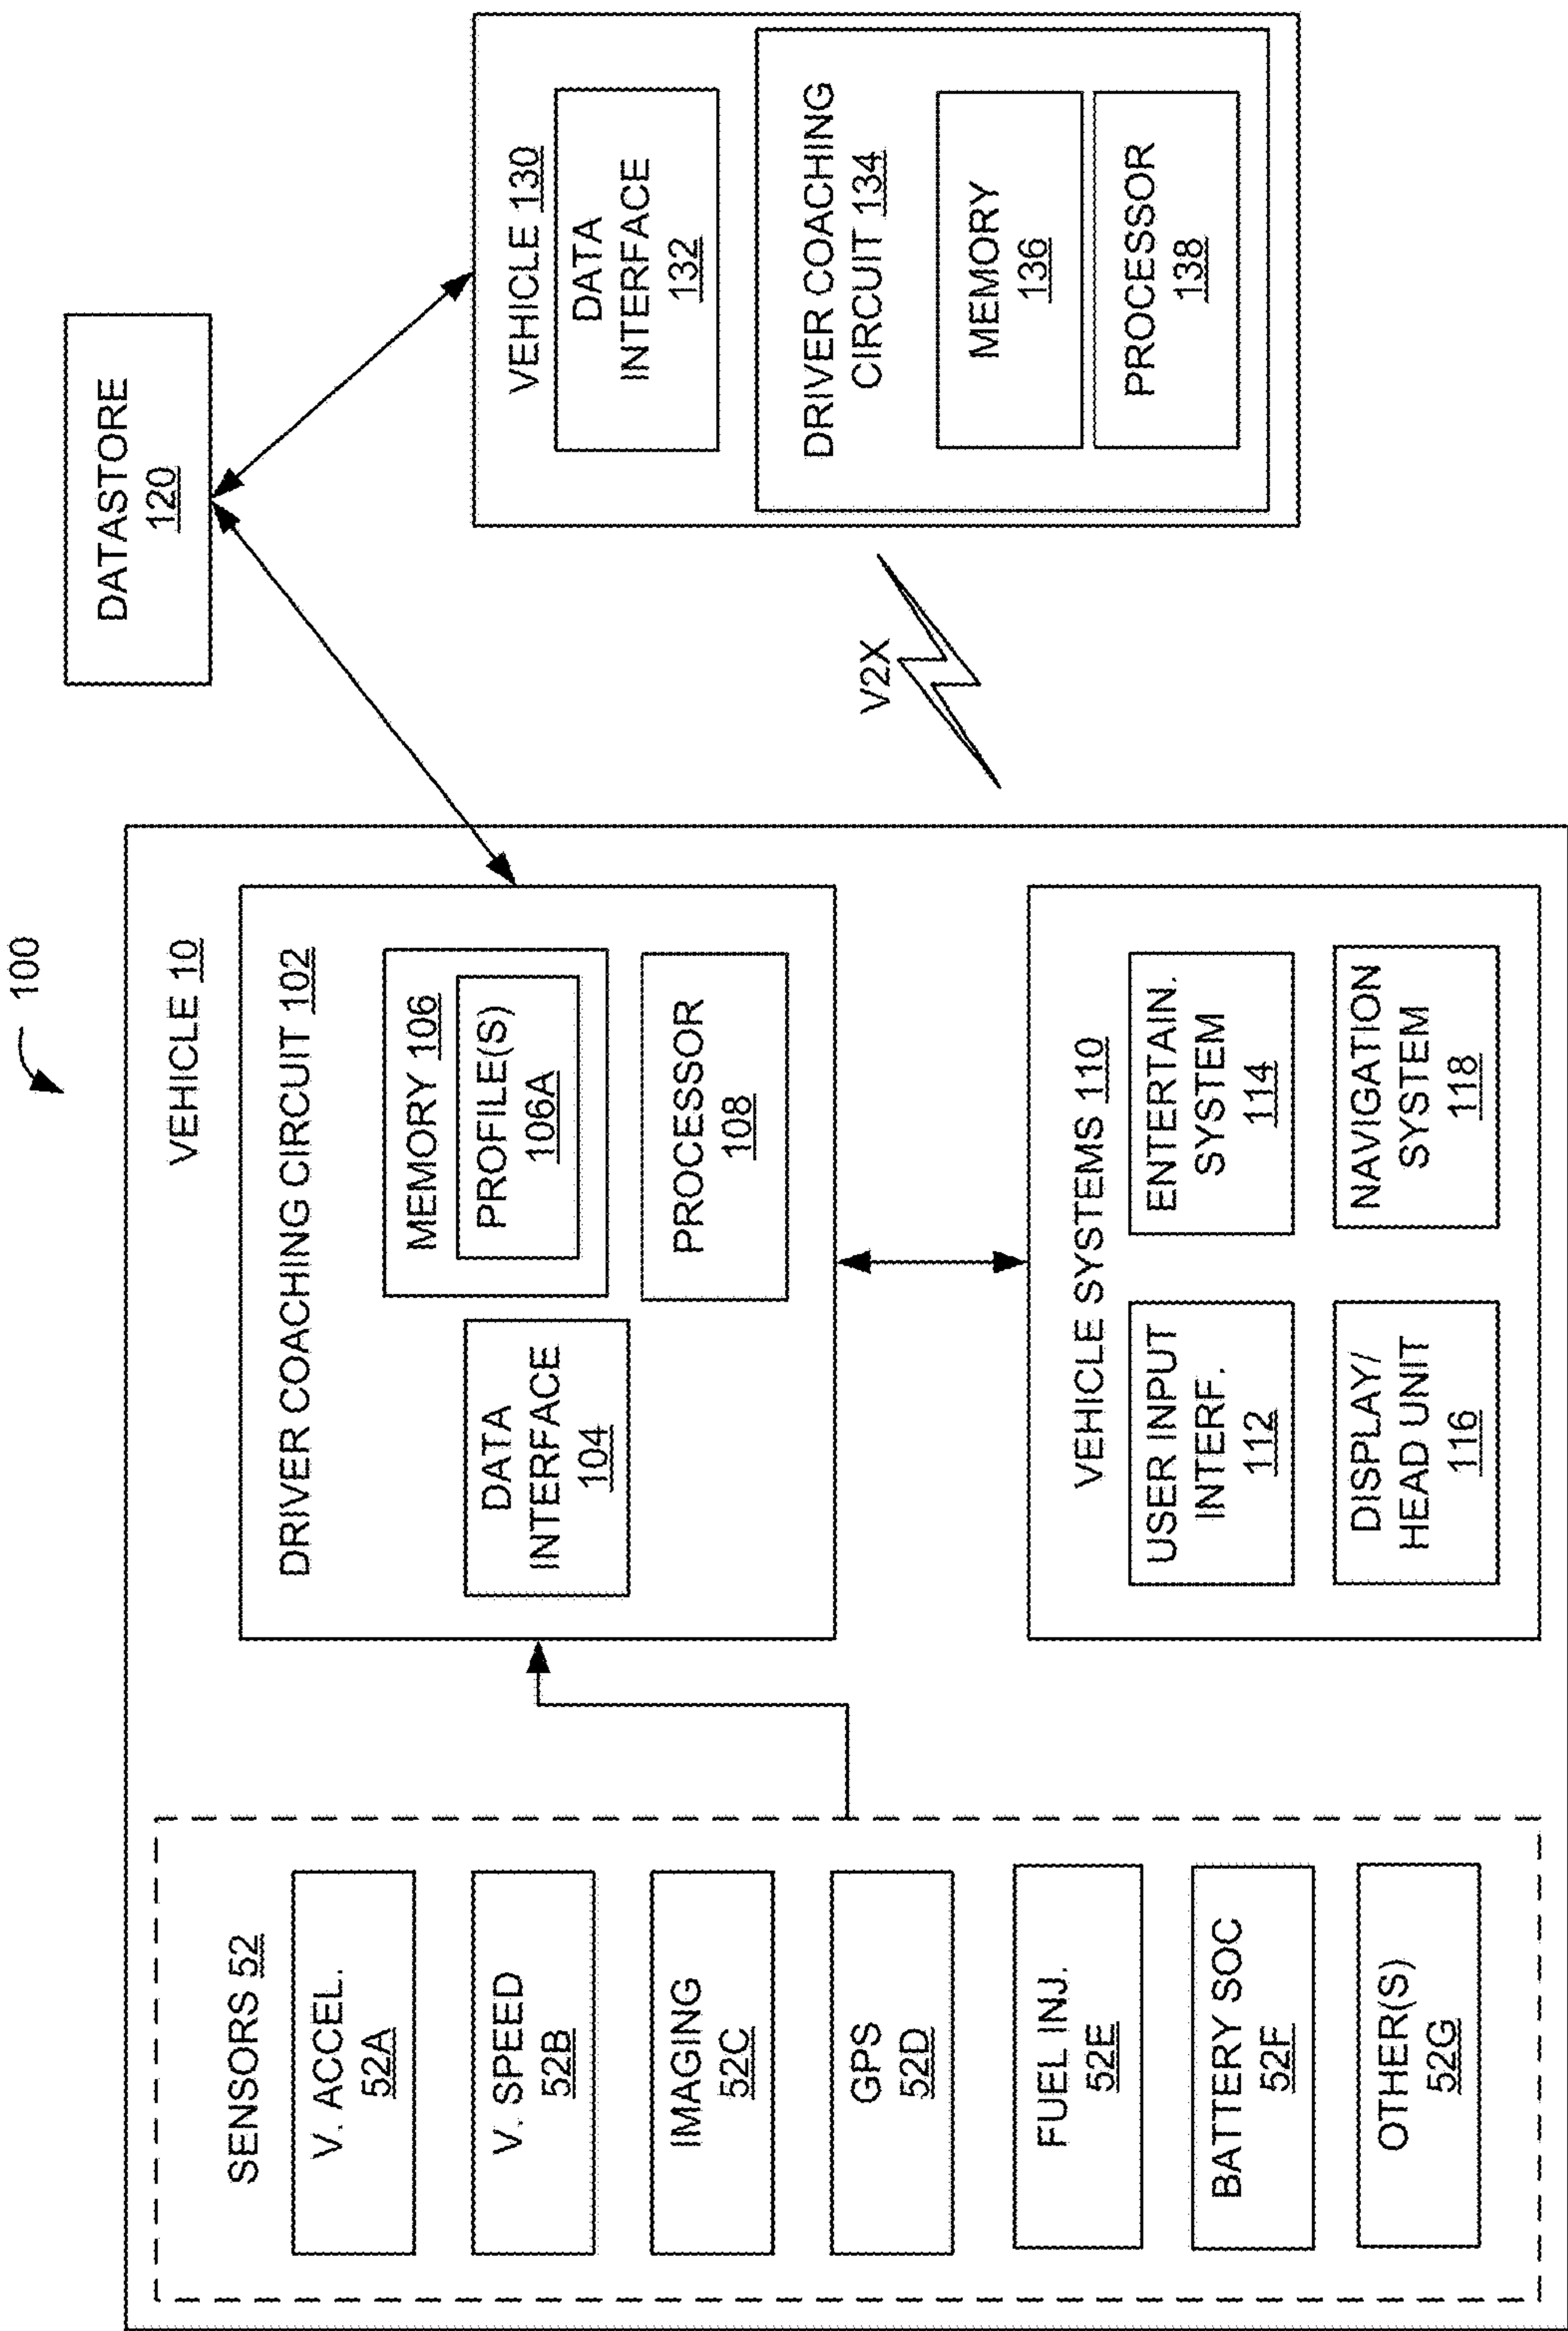 100
VEHICLE 10
SENSORS 52
V. ACCEL.
52A
V. SPEED
52B
IMAGING
52C
GPS
52D
FUEL INJ.
52E
BATTERY SOC
52F
OTHER(S)
52G
DRIVER COACHING CIRCUIT 102
DATA
INTERFACE
104
MEMORY 106
PROFILE(S)
106A
PROCESSOR
108
VEHICLE SYSTEMS 110
USER INPUT
INTERF.
112
ENTERTAIN.
SYSTEM
114
DISPLAY/
HEAD UNIT
116
NAVIGATION
SYSTEM
118
DATASTORE
120
V2X
VEHICLE 130
DATA
INTERFACE
132
DRIVER COACHING
CIRCUIT 134
MEMORY
136
PROCESSOR
138